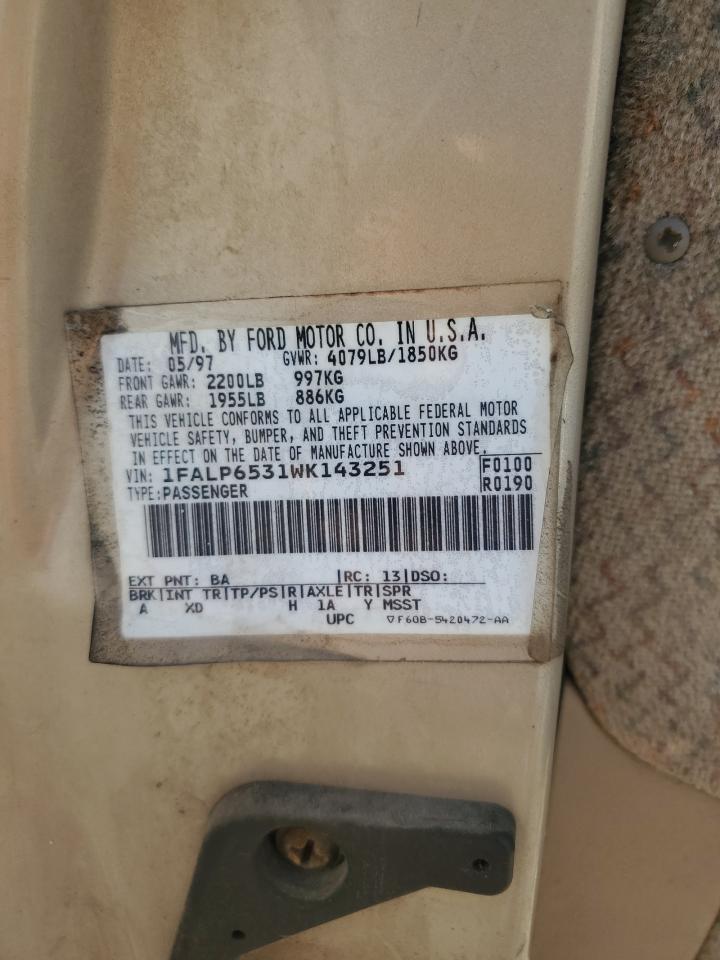 MFD. BY FORD MOTOR CO. IN U.S.A.
DATE: 05/97 GVWR: 4079LB/1850KG
FRONT GAWR: 2200LB 997KG
REAR GAWR: 1955LB 886KG
THIS VEHICLE CONFORMS TO ALL APPLICABLE FEDERAL MOTOR
VEHICLE SAFETY, BUMPER, AND THEFT PREVENTION STANDARDS
IN EFFECT ON THE DATE OF MANUFACTURE SHOWN ABOVE.
VIN: 1FALP6531WK143251 F0100
TYPE: PASSENGER R0190
EXT PNT: BA |RC: 13|DSO:
BRK|INT TR|TP/PS|R|AXLE|TR|SPR
A XD H 1A Y MSST
UPC ▽F60B-5420472-AA